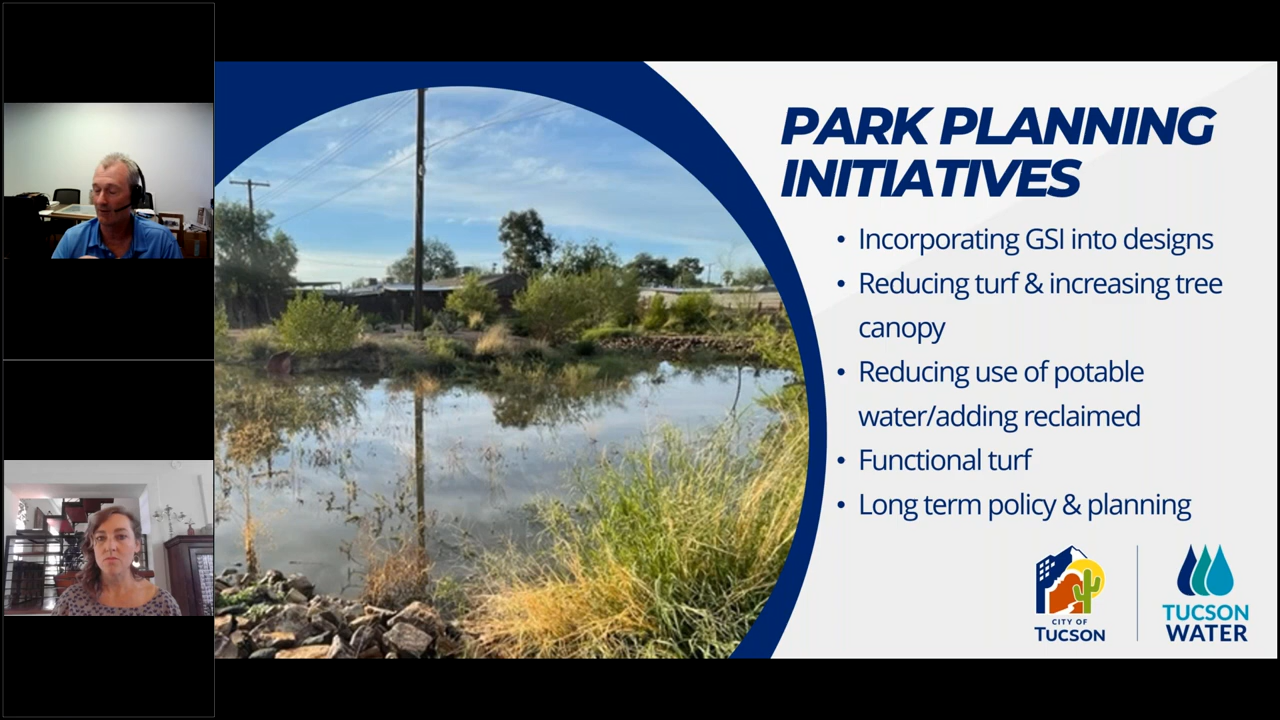 PARK PLANNING
INITIATIVES
• Incorporating GSI into designs
• Reducing turf & increasing tree
canopy
• Reducing use of potable
water/adding reclaimed
• Functional turf
• Long term policy & planning
CITY OF
TUCSON
TUCSON
WATER